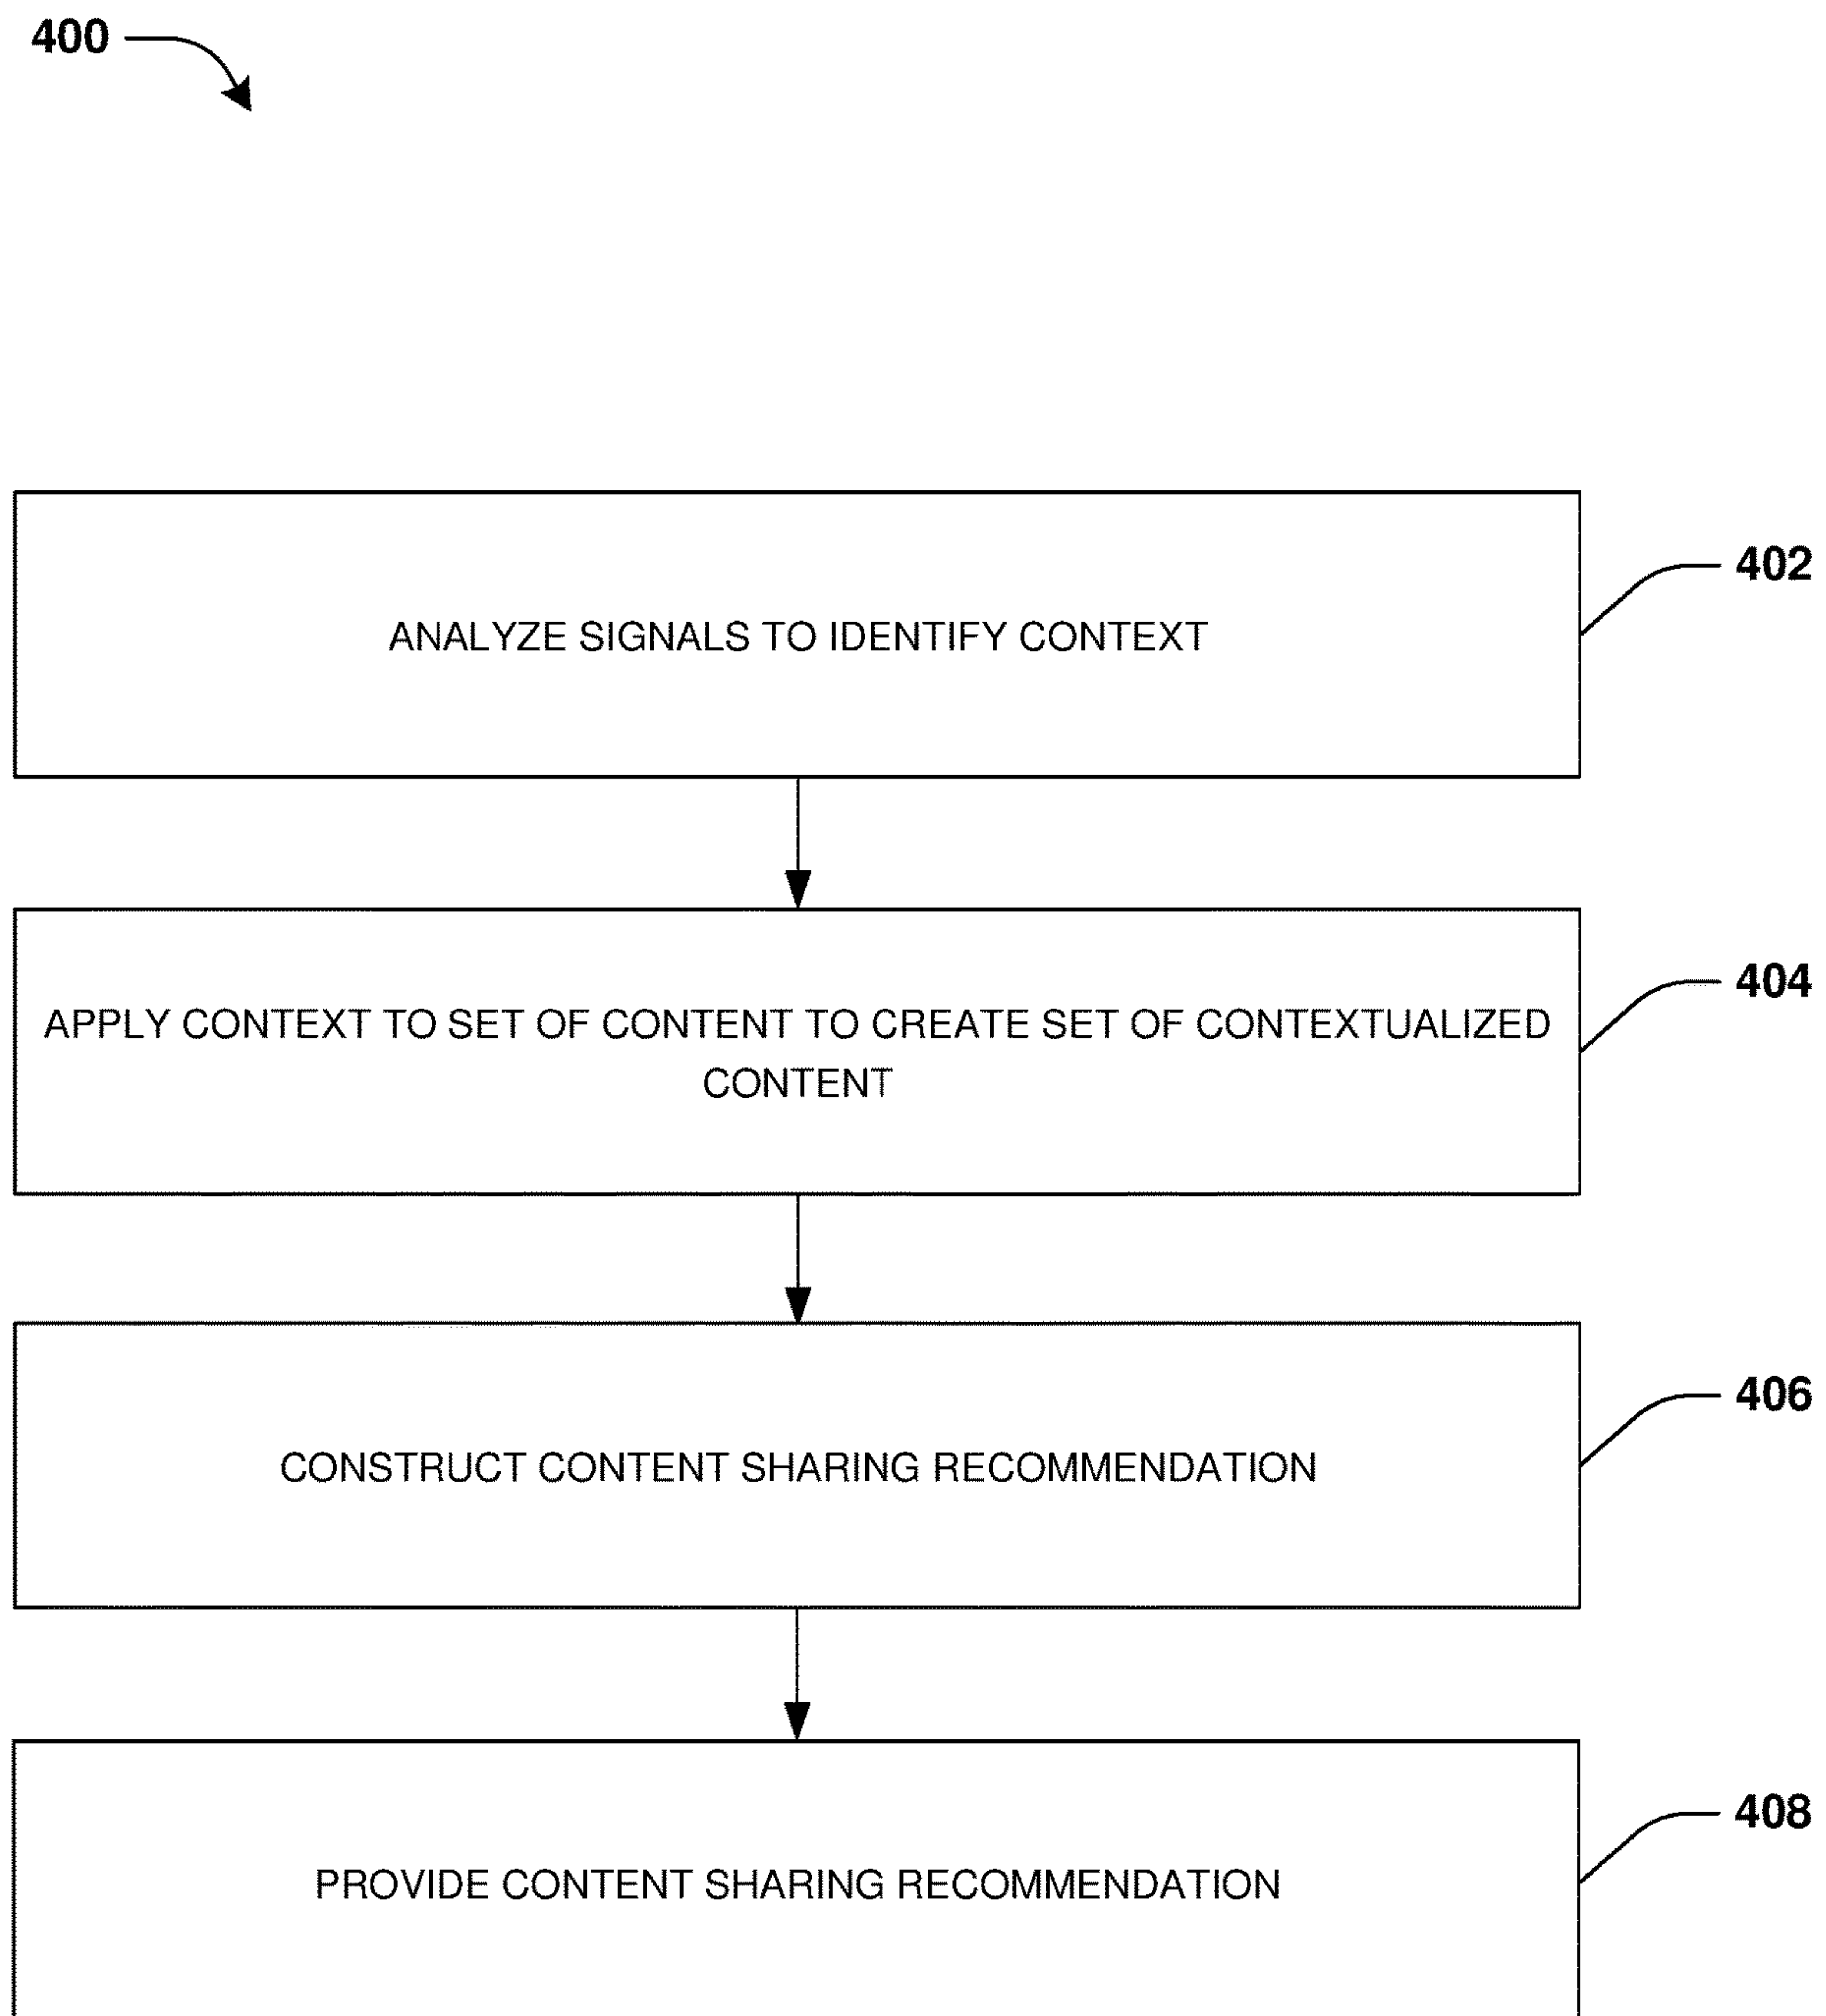 400
ANALYZE SIGNALS TO IDENTIFY CONTEXT
402
APPLY CONTEXT TO SET OF CONTENT TO CREATE SET OF CONTEXTUALIZED
CONTENT
404
CONSTRUCT CONTENT SHARING RECOMMENDATION
406
PROVIDE CONTENT SHARING RECOMMENDATION
408